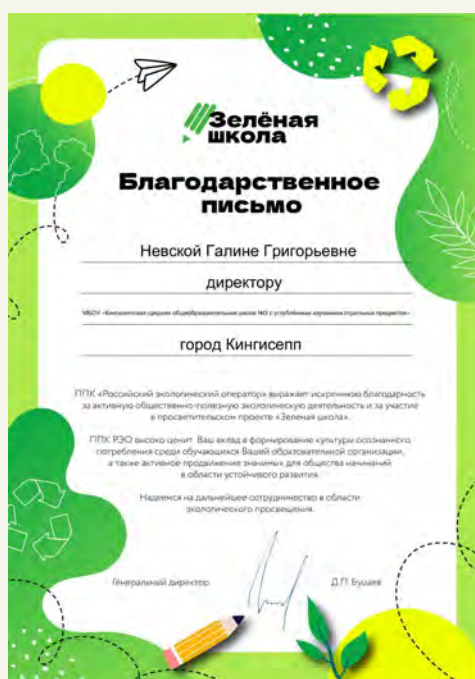 Зелёная
школа
Благодарственное
письмо
Невской Галине Григорьевне
директору
МБОУ «Кингисеппская средняя общеобразовательная школа №3 с углублённым изучением отдельных предметов»
город Кингисепп
ППК «Российский экологический оператор» выражает искреннюю благодарность
за активную общественно-полезную экологическую деятельность и за участие
в просветительском проекте «Зеленая школа».
ППК РЭО высоко ценит Ваш вклад в формирование культуры осознанного
потребления среди обучающихся Вашей образовательной организации,
а также активное продвижение значимых для общества начинаний
в области устойчивого развития.
Надеемся на дальнейшее сотрудничество в области
экологического просвещения.
Генеральный директор Д.П. Буцаев